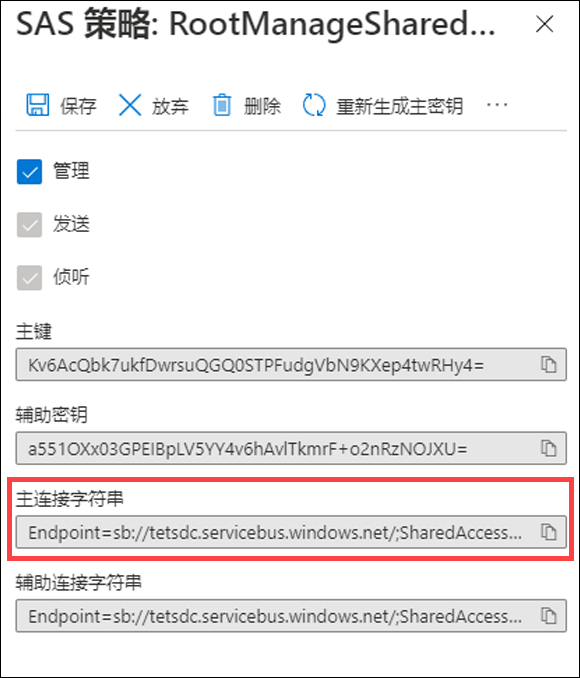 SAS 策略: RootManageShared...
保存 放弃 删除 重新生成主密钥 ...
管理
发送
侦听
主键
Kv6AcQbk7ukfDwrsuQGQ0STPFudgVbN9KXep4twRHy4=
辅助密钥
a551OXx03GPEIBpLV5YY4v6hAvlTkmrF+o2nRzNOJXU=
主连接字符串
Endpoint=sb://tetsdc.servicebus.windows.net/;SharedAccess...
辅助连接字符串
Endpoint=sb://tetsdc.servicebus.windows.net/;SharedAccess...